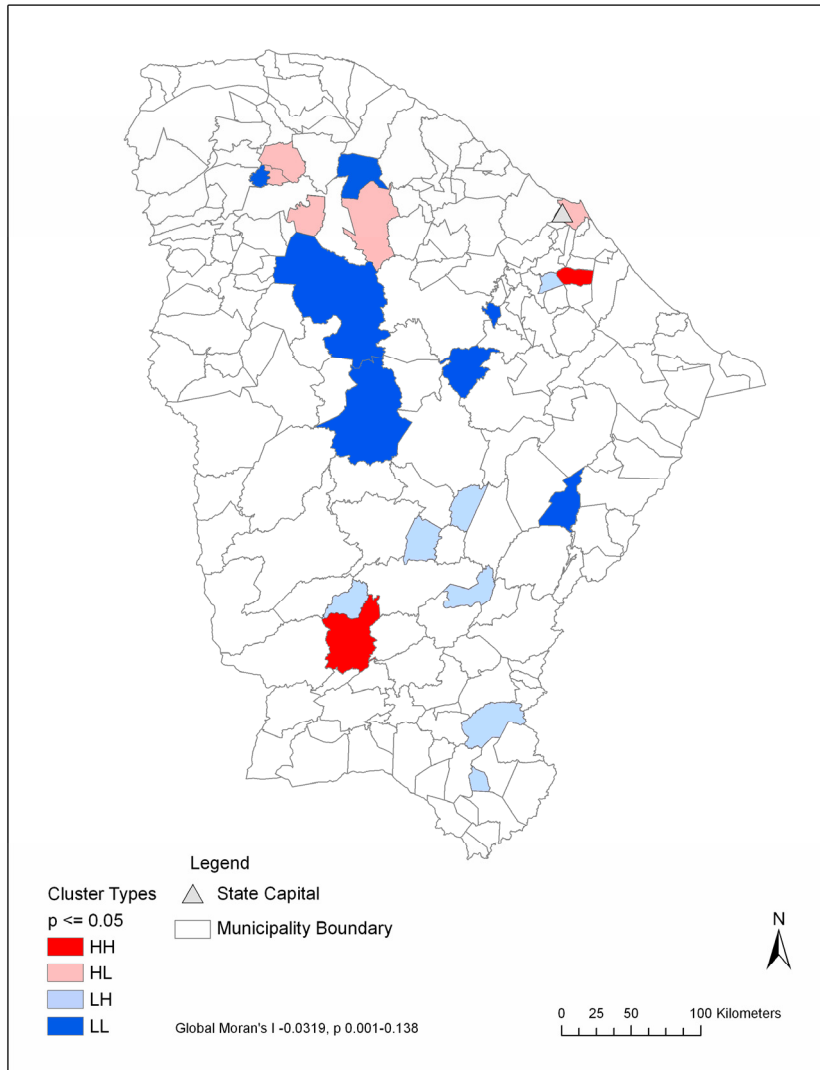 N
Legend
Cluster Types
State Capital
p <= 0.05
Municipality Boundary
HH
HL
LH
LL
Global Moran's I -0.0319, p 0.001-0.138
0 25 50 100 Kilometers